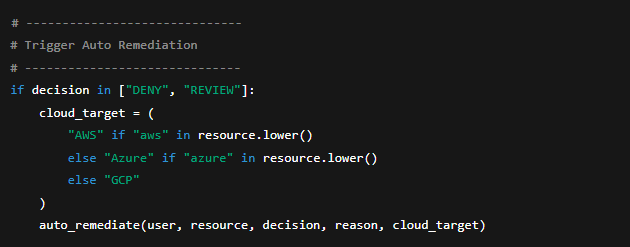 # ------------------------------
# Trigger Auto Remediation
# ------------------------------
if decision in ["DENY", "REVIEW"]:
    cloud_target = (
        "AWS" if "aws" in resource.lower()
        else "Azure" if "azure" in resource.lower()
        else "GCP"
    )
    auto_remediate(user, resource, decision, reason, cloud_target)